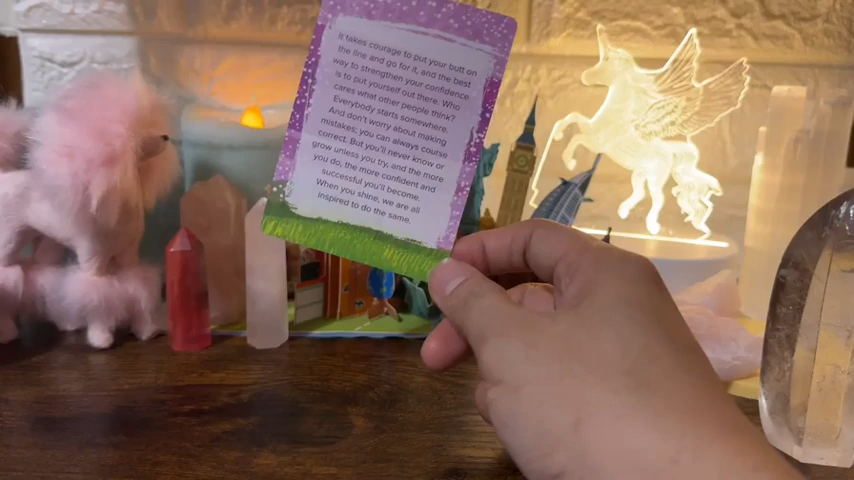 It takes courage to put your butt on
the line and go for it, and the best
way to strengthen your confidence
is to put yourself out there. Who
cares what other people think?
Everybody starts somewhere.
And don't worry about making
mistakes; you can always course
correct. But you'll never know or
grow unless you try, and the more
you do, the more confident and
successful you'll become.
When you shine, we are all
inspired to do the same.